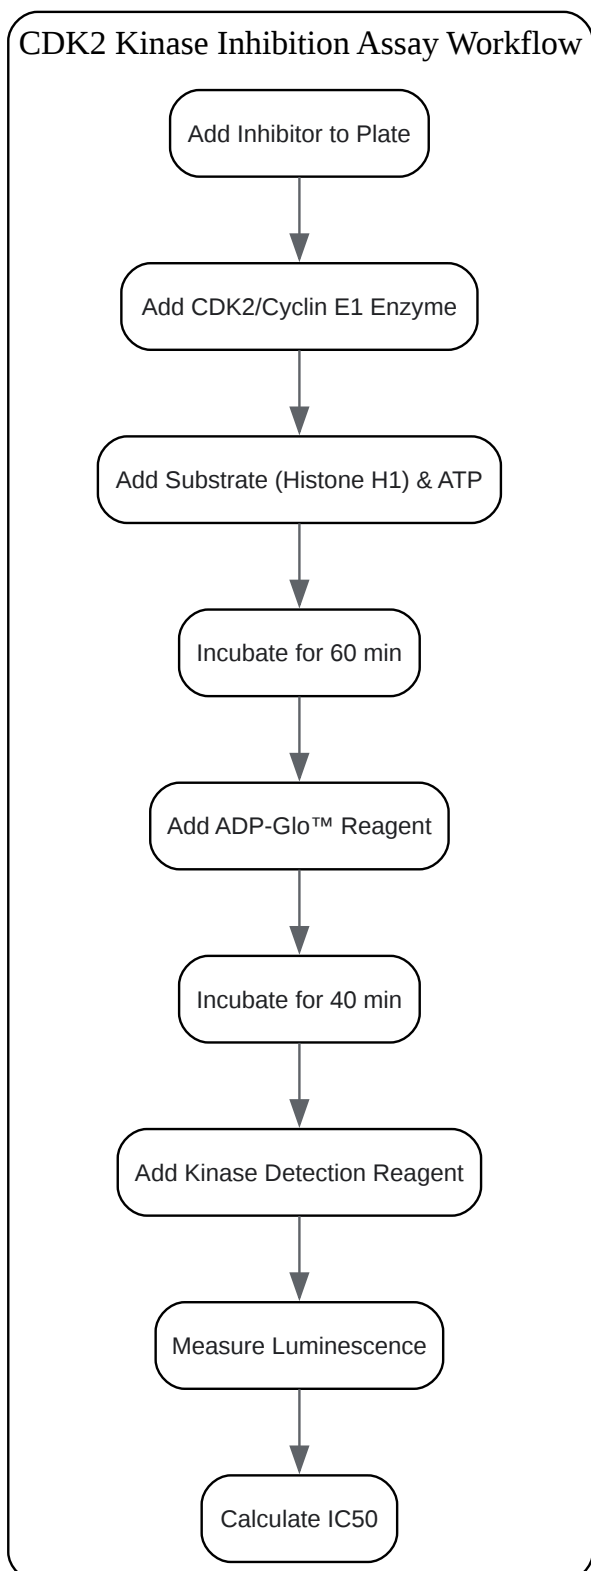 CDK2 Kinase Inhibition Assay Workflow
Add Inhibitor to Plate
Add CDK2/Cyclin E1 Enzyme
Add Substrate (Histone H1) & ATP
Incubate for 60 min
Add ADP-Glo™ Reagent
Incubate for 40 min
Add Kinase Detection Reagent
Measure Luminescence
Calculate IC50